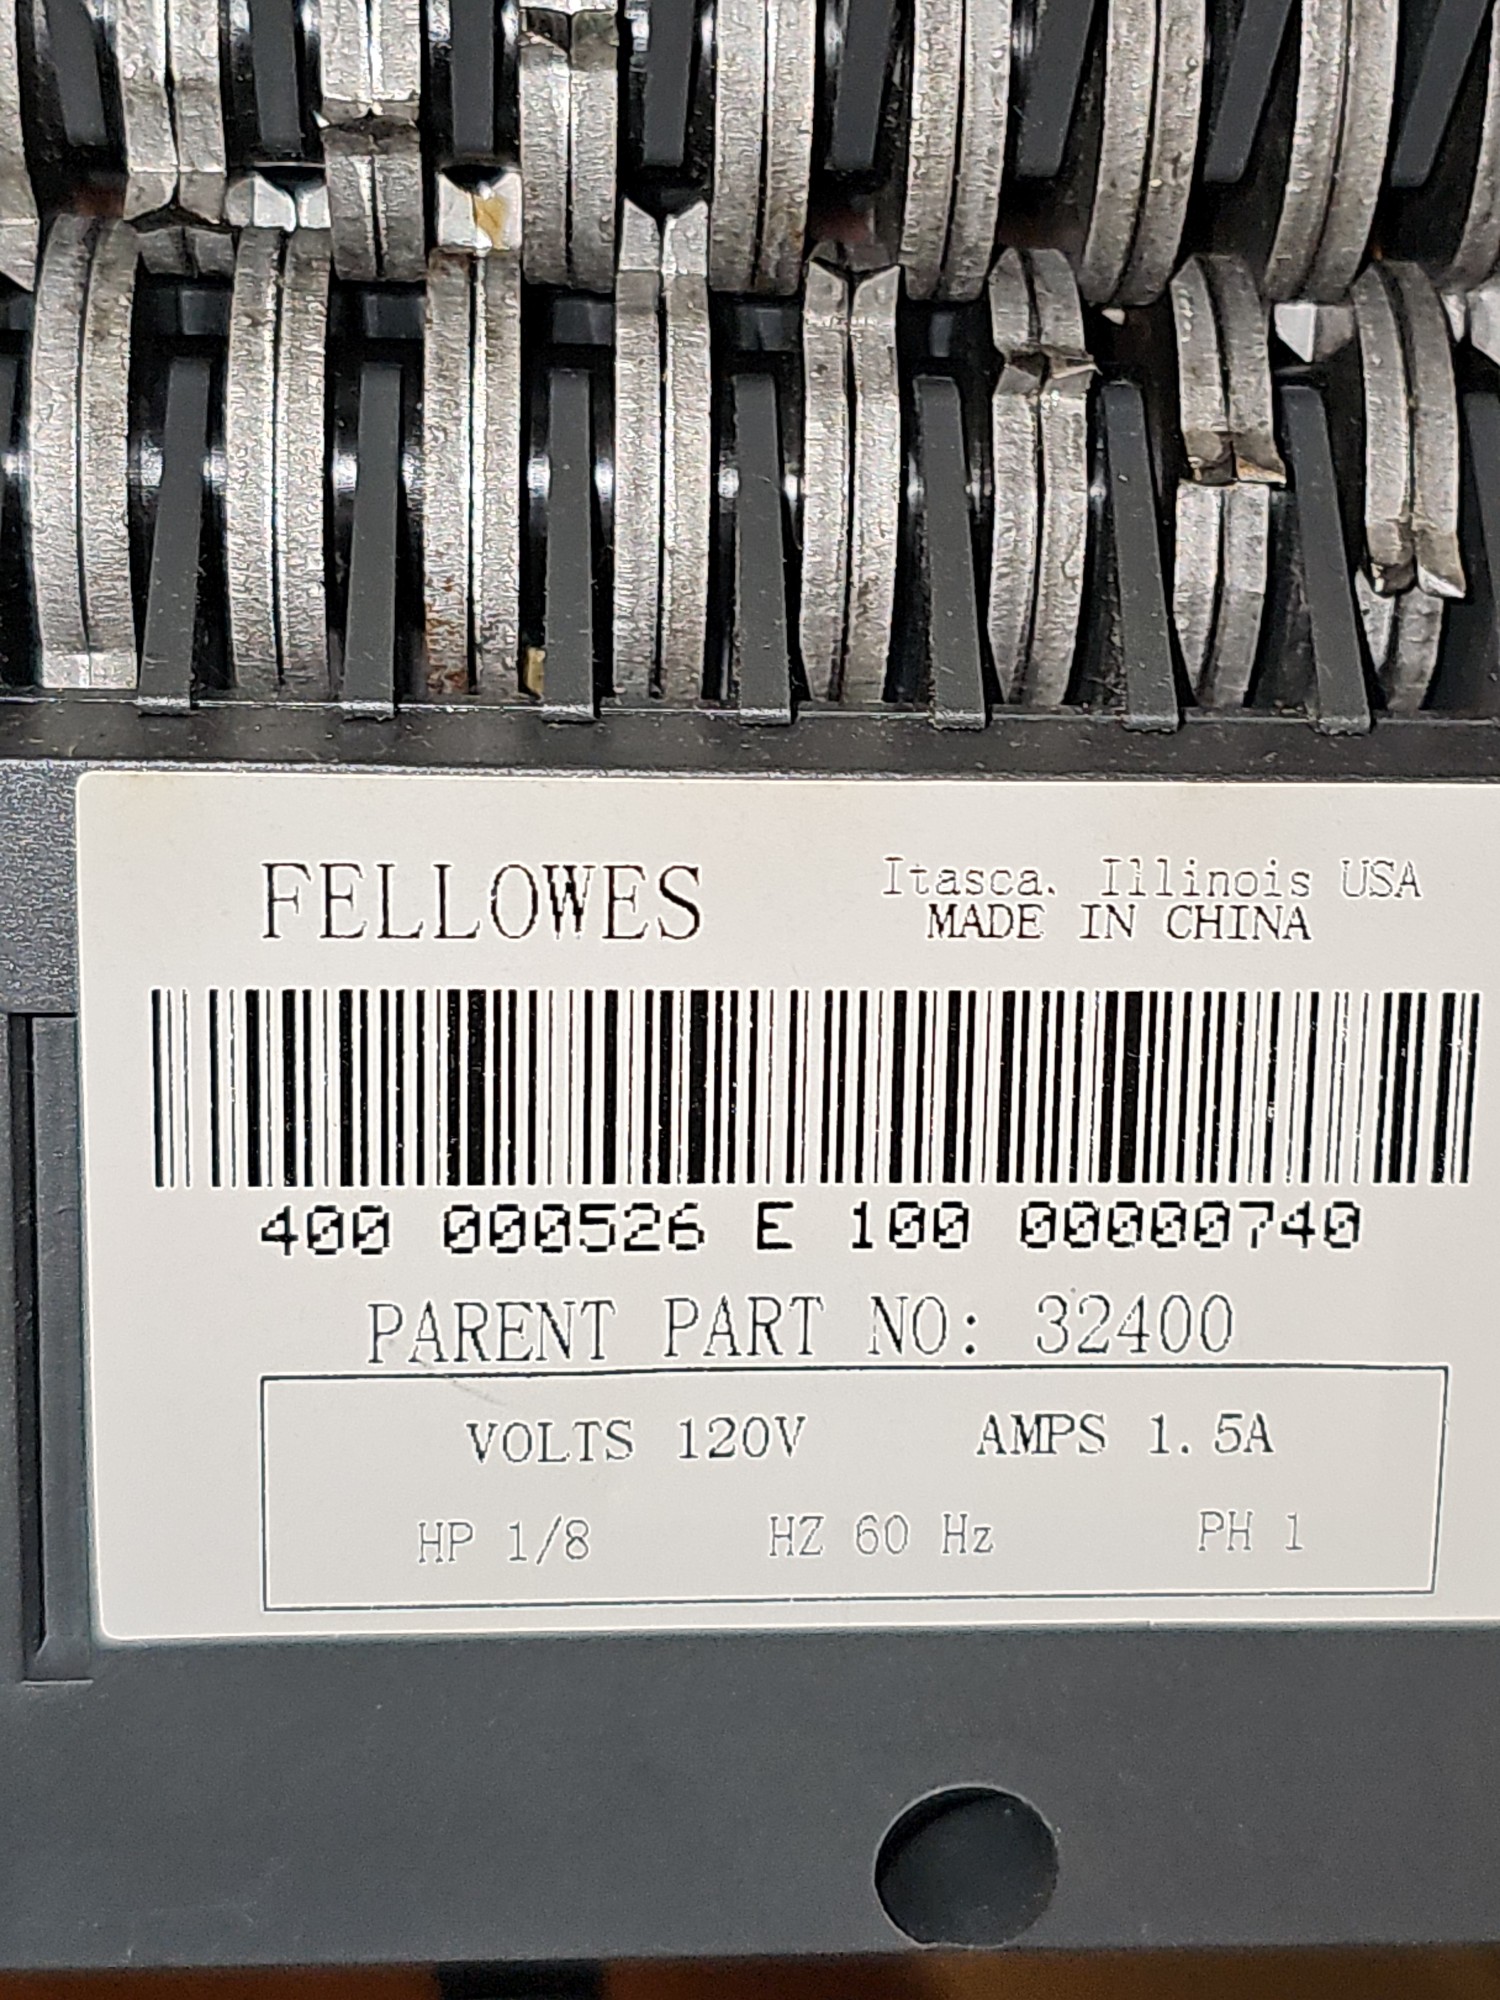 FELLOWES
Itasca. Illinois USA
MADE IN CHINA
400 000526 E 100 00000740
PARENT PART NO: 32400
VOLTS 120V AMPS 1.5A
HP 1/8 HZ 60 Hz PH 1